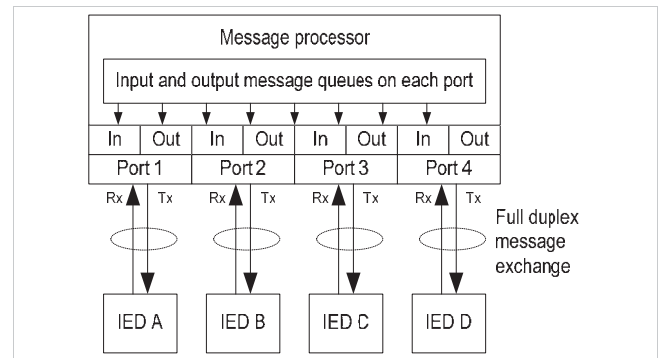 Message processor
Input and output message queues on each port
In Out In Out In Out In Out
Port 1 Port 2 Port 3 Port 4
Rx Tx Rx Tx Rx Tx Rx Tx
Full duplex
message
exchange
IED A IED B IED C IED D